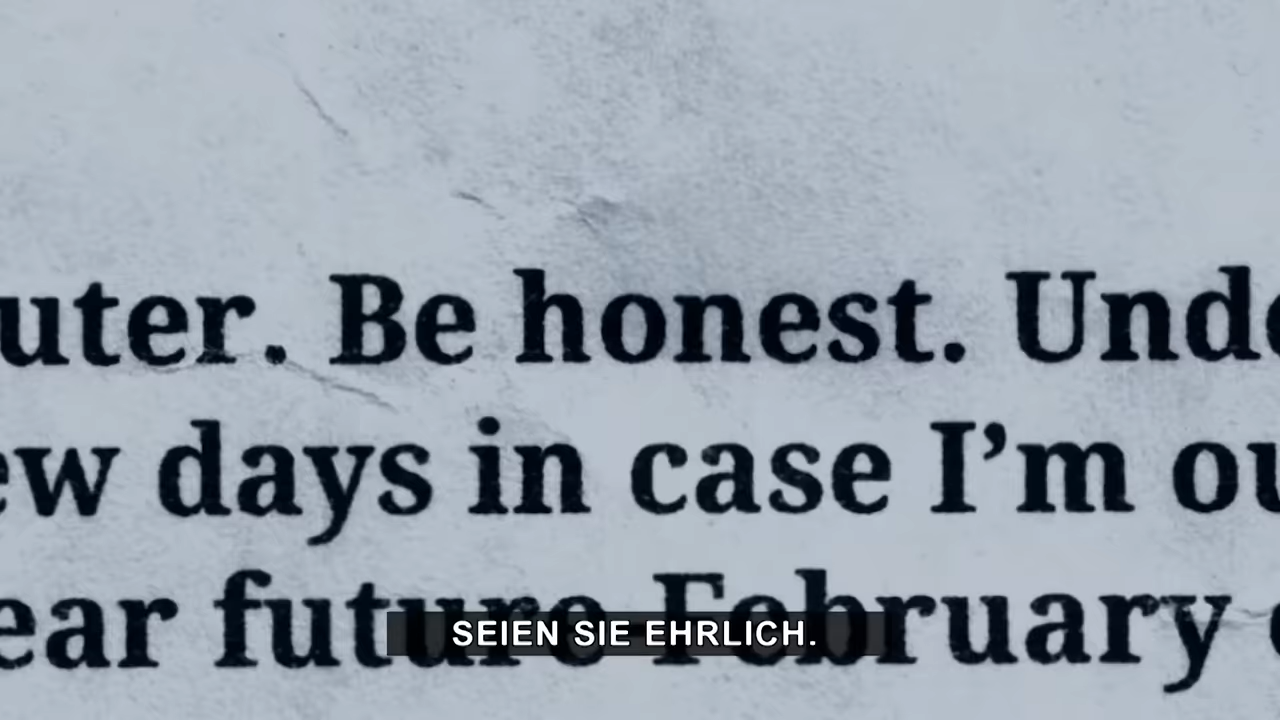 uter. Be honest. Unde
ew days in case I'm ou
ear future February
SEIEN SIE EHRLICH.